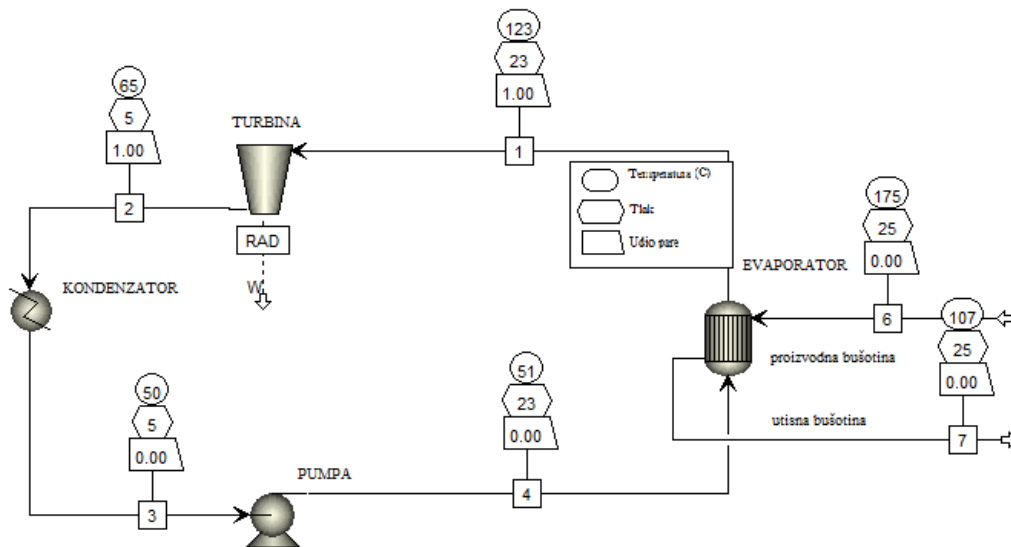 123
23
1.00
65
5
1.00
TURBINA
1
Temperatura (C)
Tlak
Udio pare
2
175
25
0.00
RAD
EVAPORATOR
KONDENZATOR
W
6
107
25
0.00
proizvodna bušotina
51
23
0.00
50
5
0.00
utisna bušotina
7
PUMPA
4
3